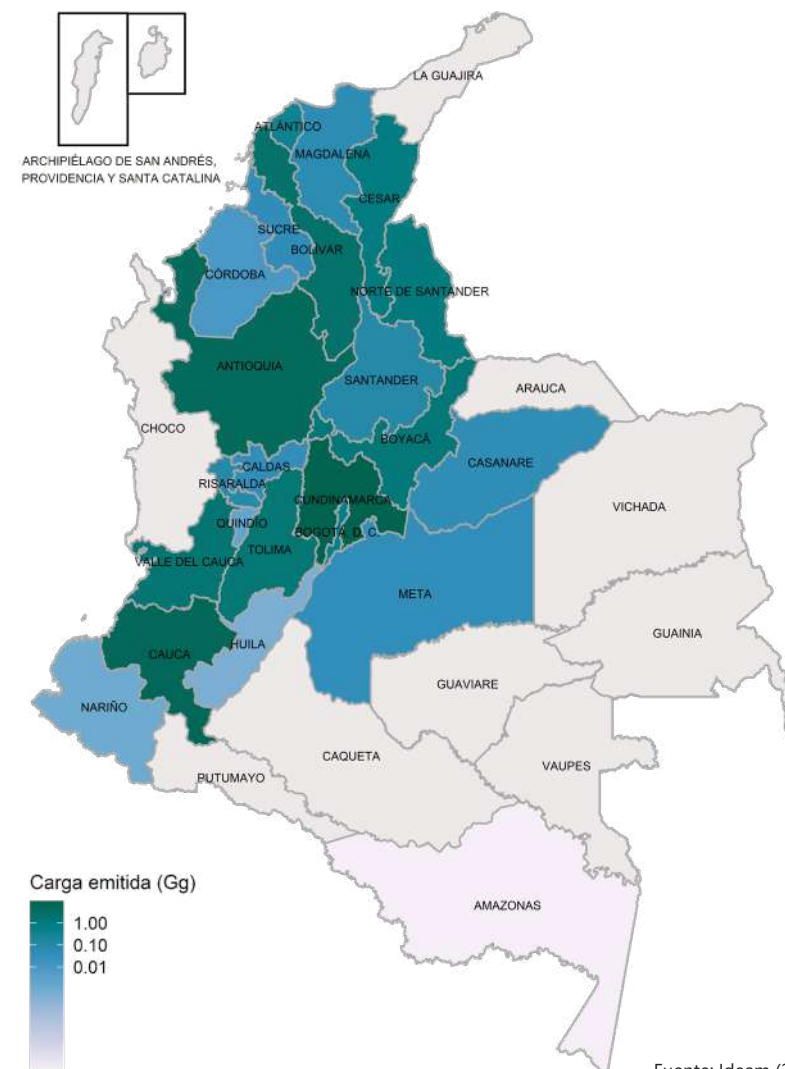 LA GUAJIRA
ATLÁNTICO
MAGDALENA
ARCHIPIÉLAGO DE SAN ANDRÉS,
PROVIDENCIA Y SANTA CATALINA
CESAR
SUCRE
BOLÍVAR
CÓRDOBA
NORTE DE SANTANDER
ANTIOQUIA
SANTANDER
ARAUCA
CHOCO
BOYACÁ
CASANARE
CALDAS
RISARALDA
CUNDINAMARCA
VICHADA
QUINDÍO
BOGOTÁ, D. C.
TOLIMA
VALLE DEL CAUCA
META
GUAINIA
HUILA
CAUCA
GUAVIARE
NARIÑO
CAQUETA
VAUPES
PUTUMAYO
Carga emitida (Gg)
1.00
0.10
0.01
AMAZONAS
Fuente: Ideam